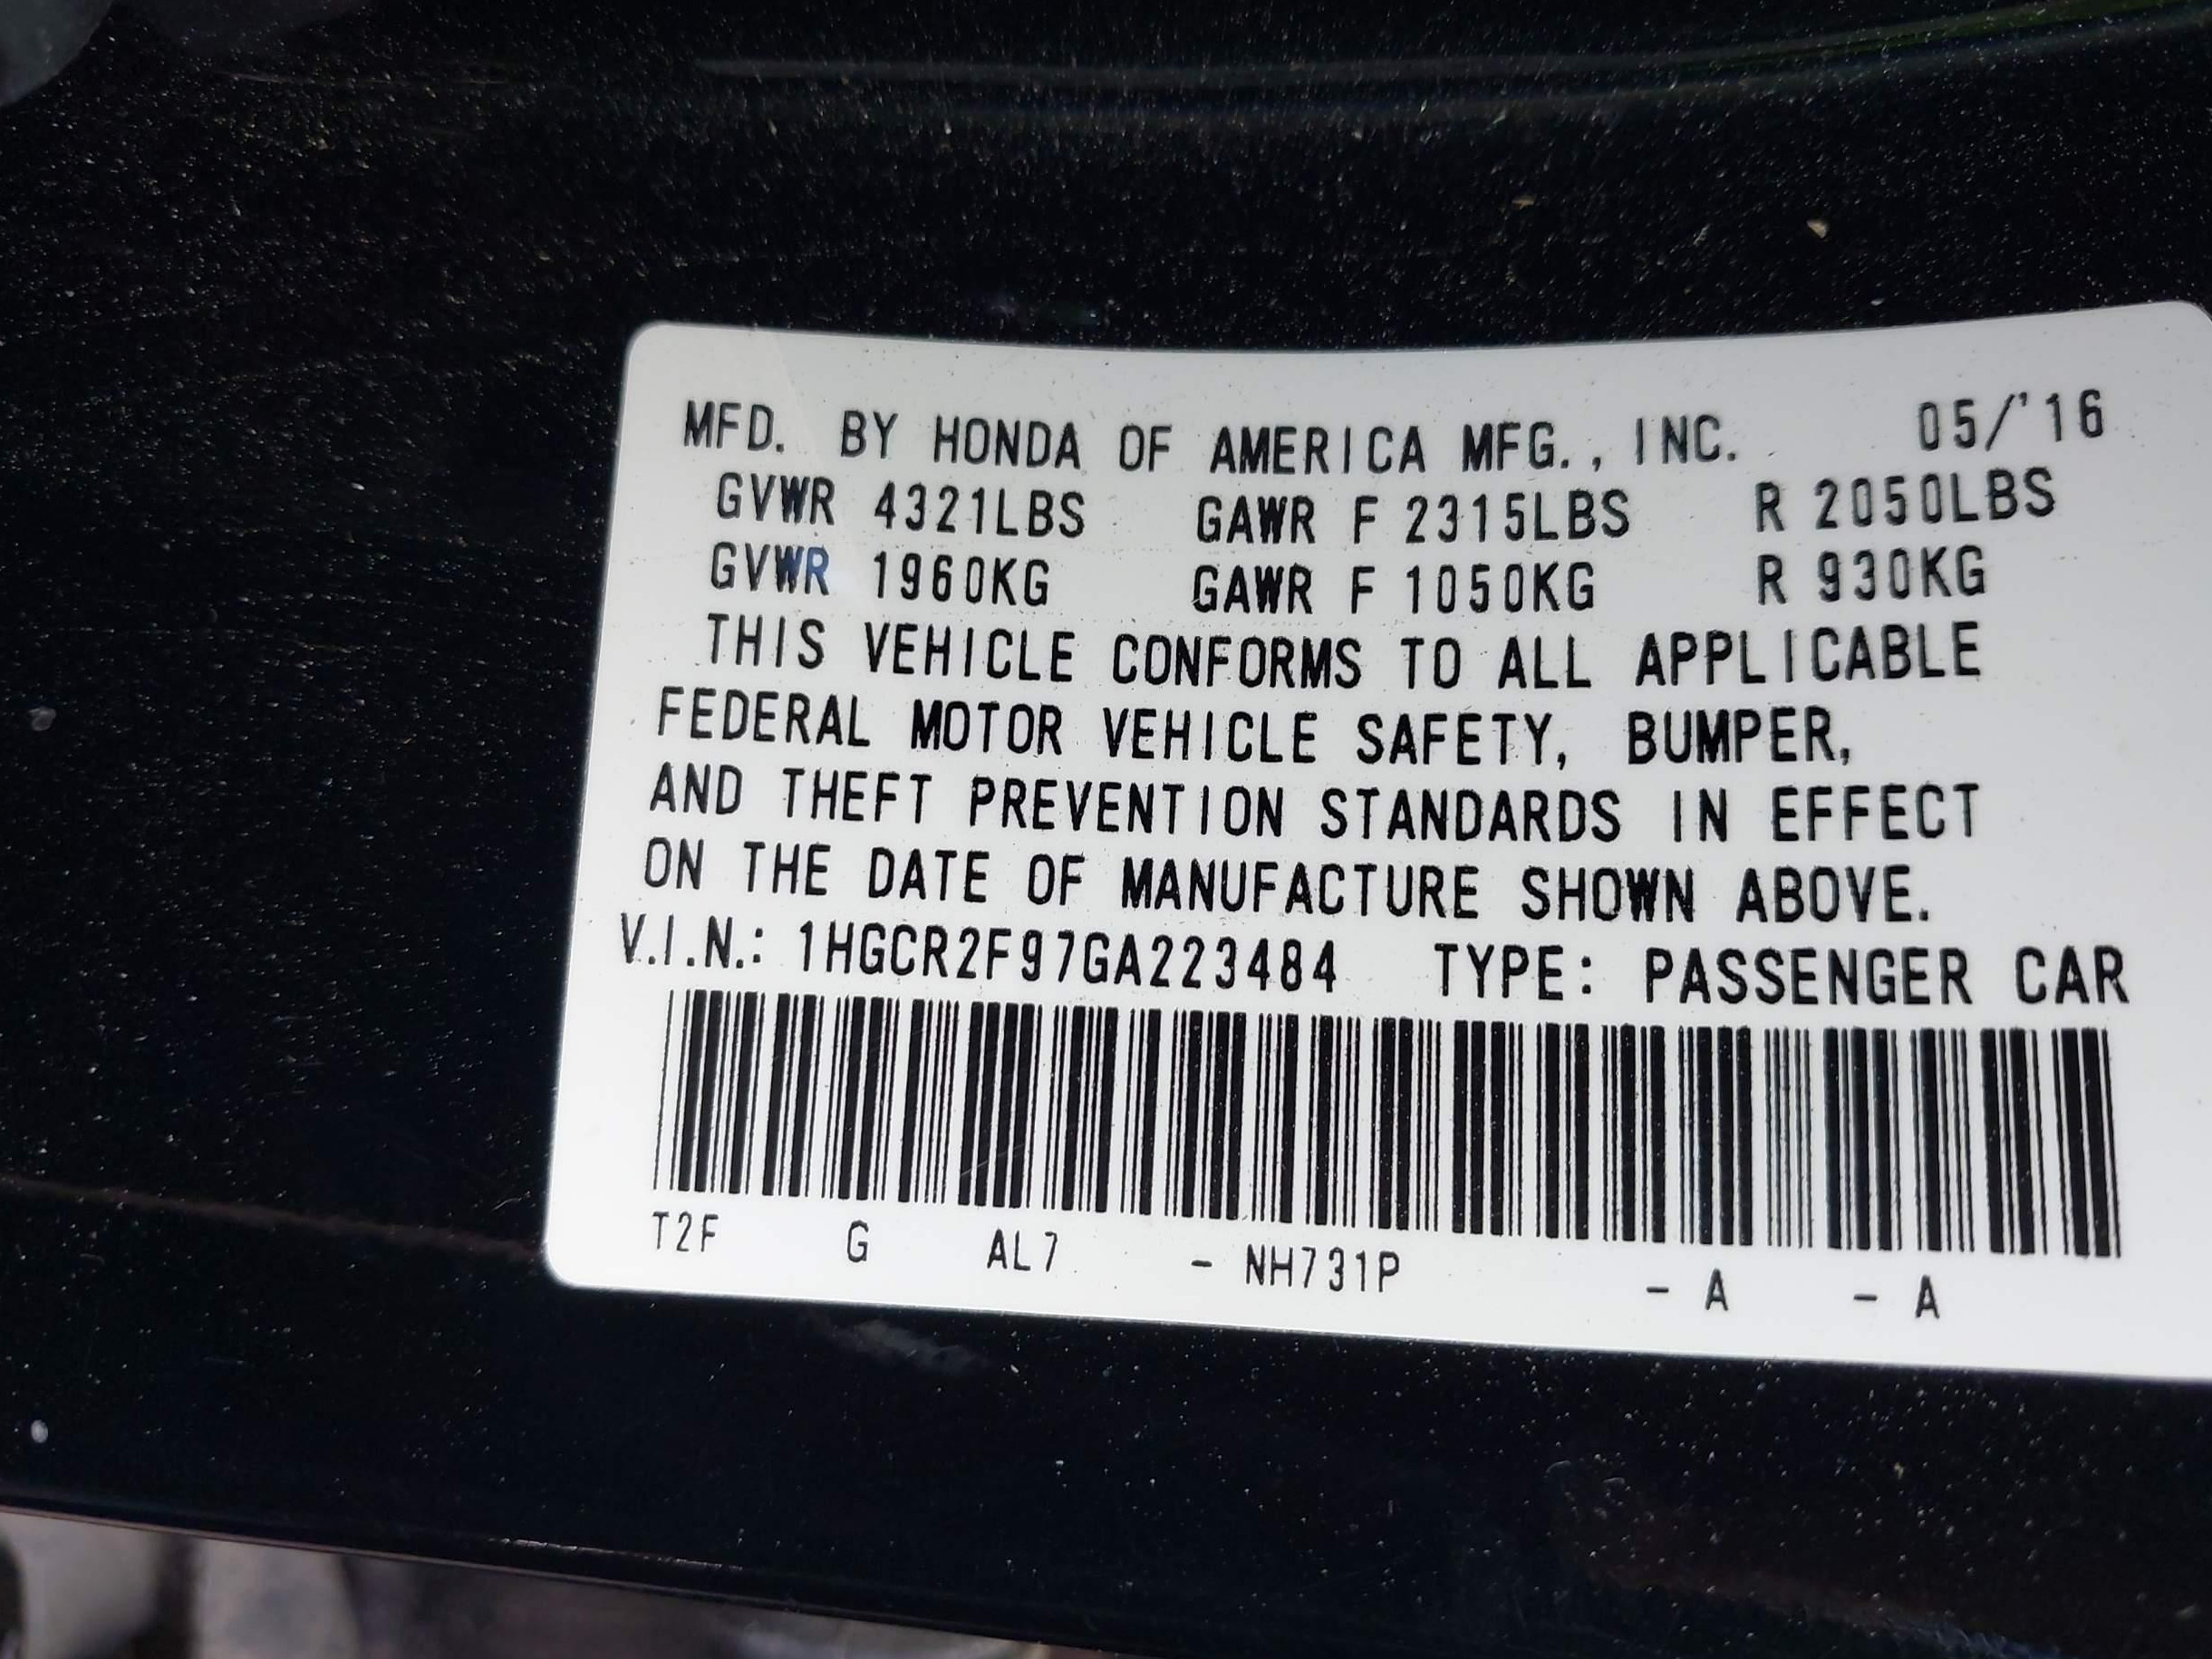 MFD. BY HONDA OF AMERICA MFG., INC. 05/'16
GVWR 4321LBS GAWR F 2315LBS R 2050LBS
GVWR 1960KG GAWR F 1050KG R 930KG
THIS VEHICLE CONFORMS TO ALL APPLICABLE
FEDERAL MOTOR VEHICLE SAFETY, BUMPER,
AND THEFT PREVENTION STANDARDS IN EFFECT
ON THE DATE OF MANUFACTURE SHOWN ABOVE.
V.I.N.: 1HGCR2F97GA223484 TYPE: PASSENGER CAR
T2F G AL7 - NH731P - A - A